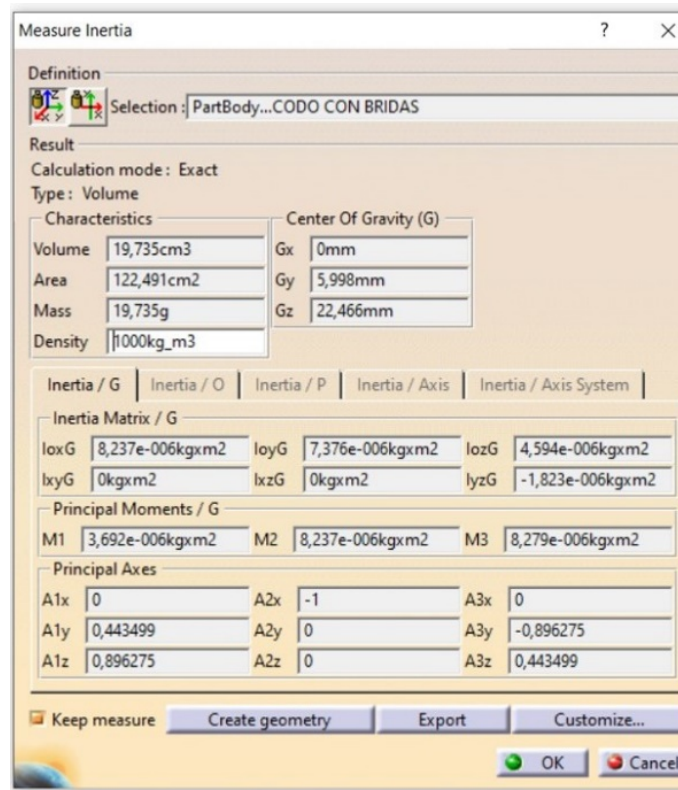 Measure Inertia ? ×
Definition
Selection : PartBody...CODO CON BRIDAS
Result
Calculation mode : Exact
Type : Volume
Characteristics Center Of Gravity (G)
Volume 19,735cm3 Gx 0mm
Area 122,491cm2 Gy 5,998mm
Mass 19,735g Gz 22,466mm
Density 1000kg_m3
Inertia / G Inertia / O Inertia / P Inertia / Axis Inertia / Axis System
Inertia Matrix / G
IoxG 8,237e-006kgxm2 IoyG 7,376e-006kgxm2 IozG 4,594e-006kgxm2
IxyG 0kgxm2 IxzG 0kgxm2 IyzG -1,823e-006kgxm2
Principal Moments / G
M1 3,692e-006kgxm2 M2 8,237e-006kgxm2 M3 8,279e-006kgxm2
Principal Axes
A1x 0 A2x -1 A3x 0
A1y 0,443499 A2y 0 A3y -0,896275
A1z 0,896275 A2z 0 A3z 0,443499
Keep measure Create geometry Export Customize...
OK Cancel